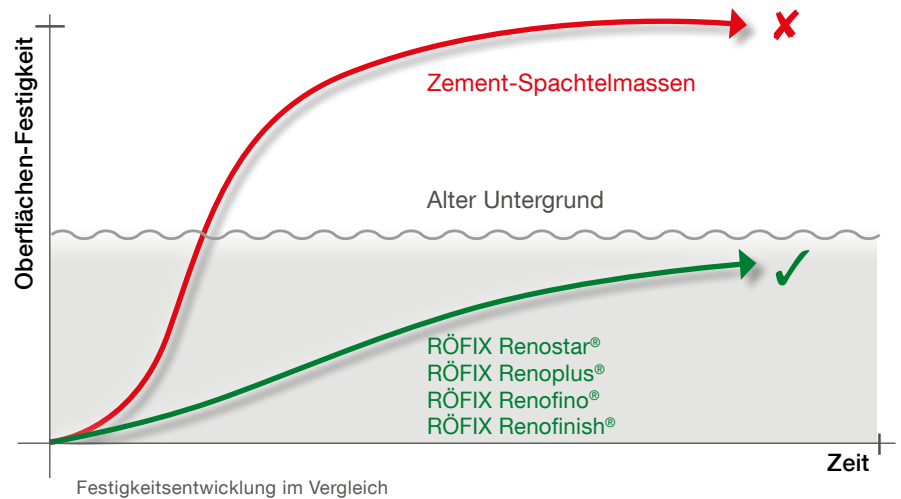 Oberflächen-Festigkeit
Zement-Spachtelmassen
Alter Untergrund
RÖFIX Renostar®
RÖFIX Renoplus®
RÖFIX Renofino®
RÖFIX Renofinish®
Zeit
Festigkeitsentwicklung im Vergleich